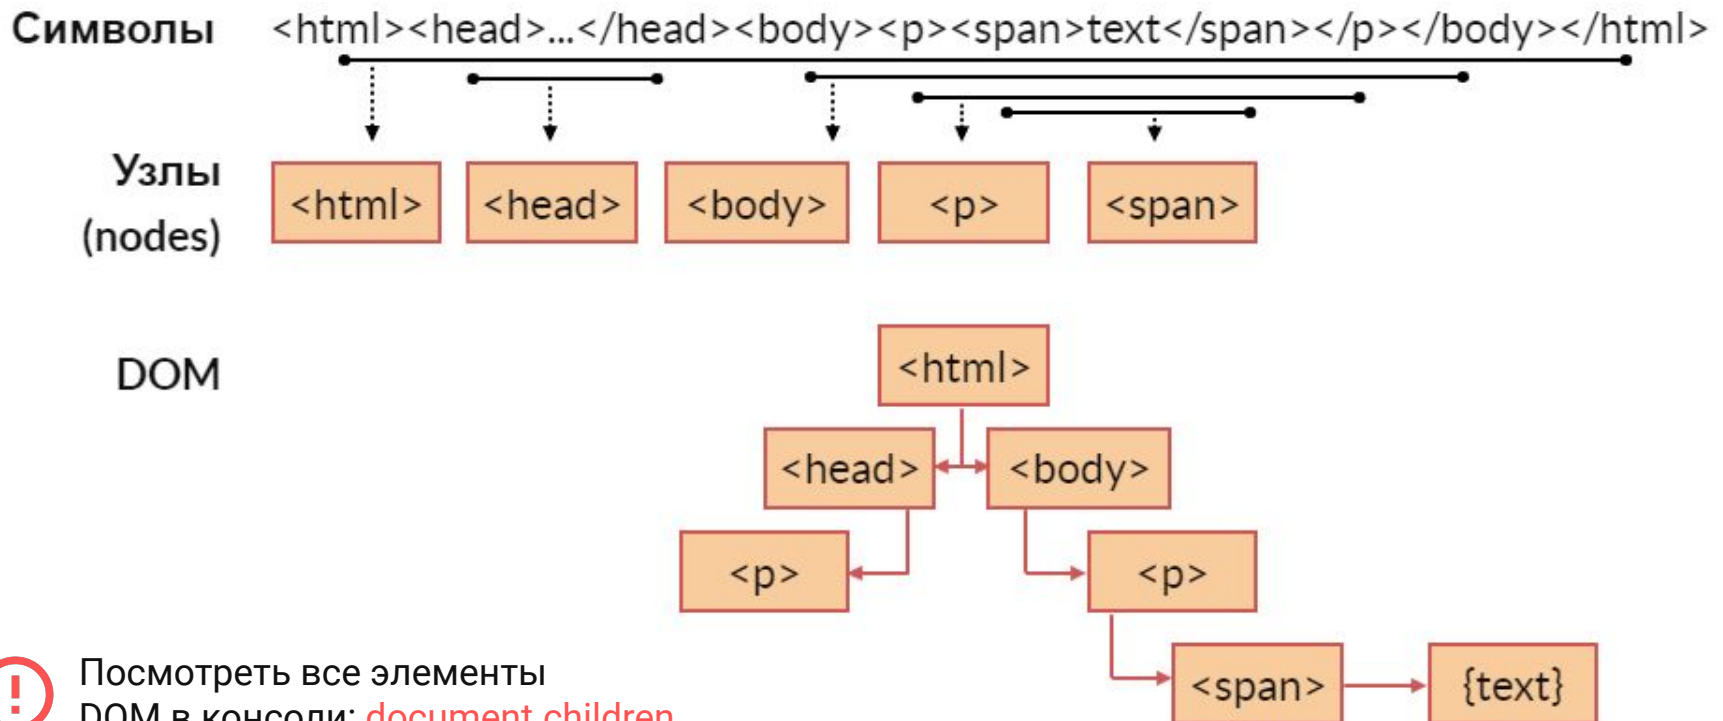 Символы <html><head>...</head><body><p><span>text</span></p></body></html>
Узлы
(nodes)
<html> <head> <body> <p> <span>
DOM
<html>
<head> <body>
<p> <p>
<span> {text}
Посмотреть все элементы
DOM в консоли: document.children